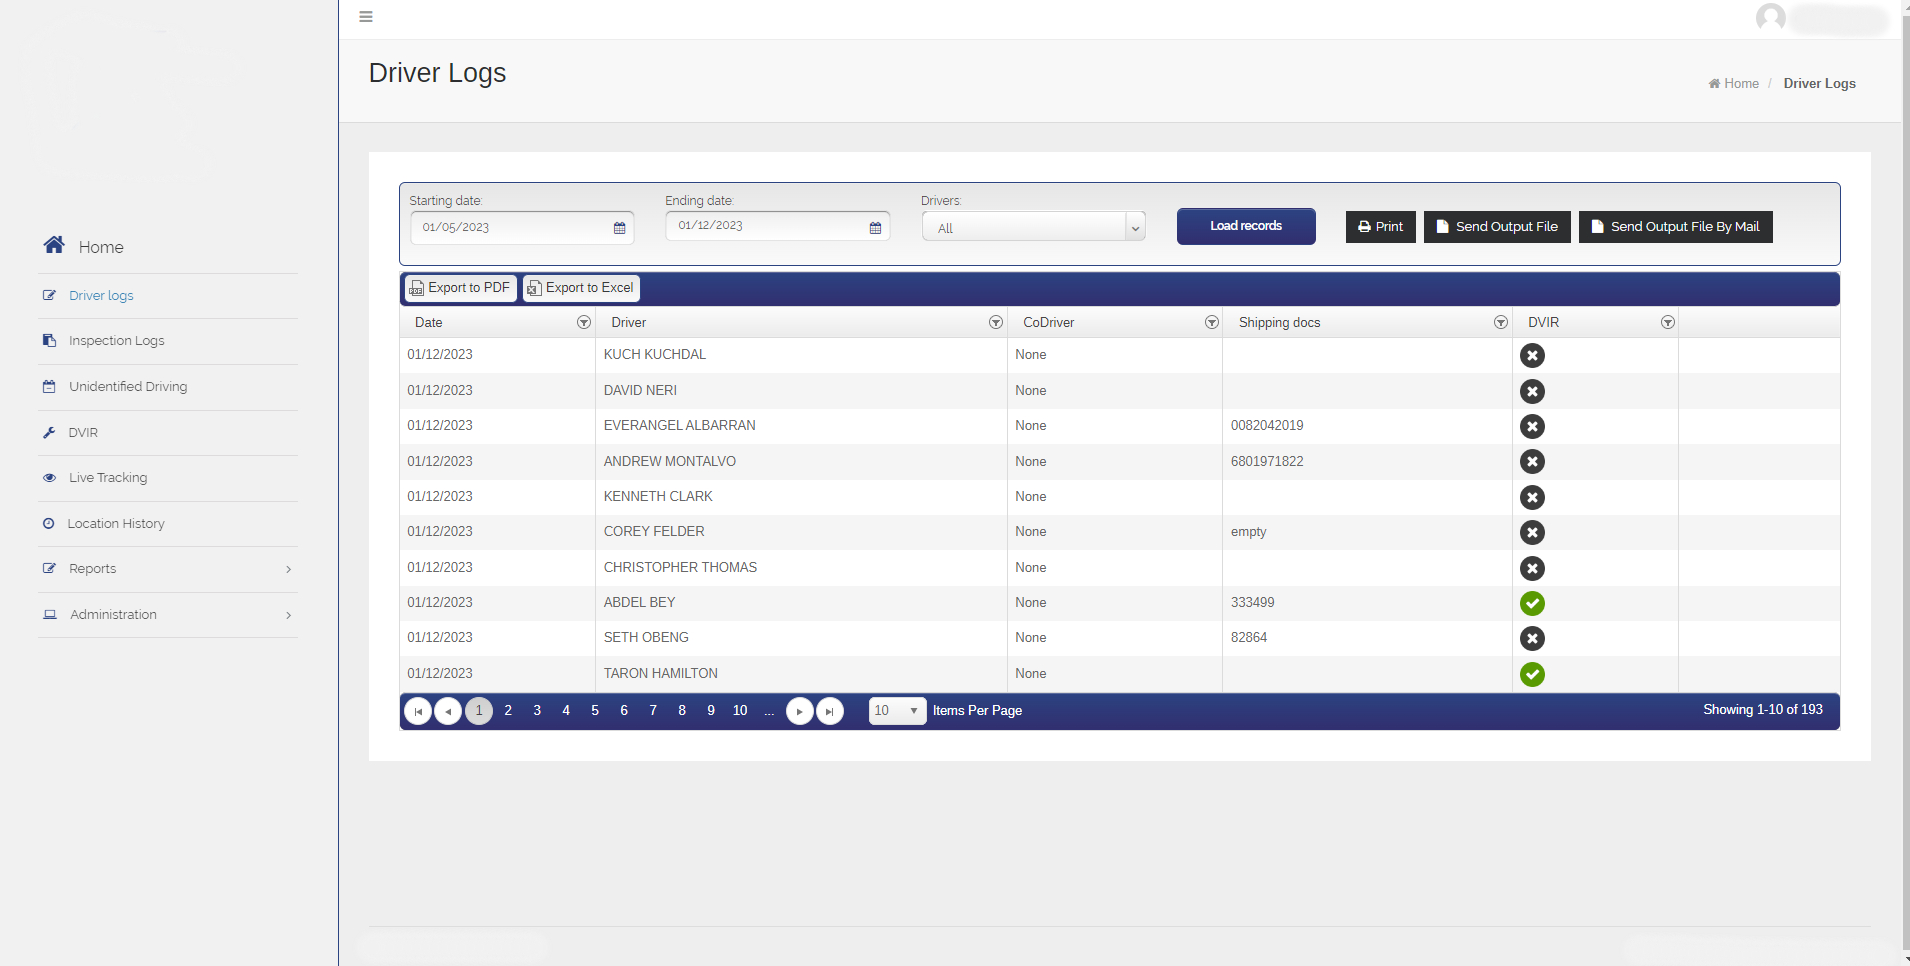 Driver Logs
Home / Driver Logs
Home
Driver logs
Inspection Logs
Unidentified Driving
DVIR
Live Tracking
Location History
Reports
Administration
Starting date: Ending date: Drivers:
01/05/2023 01/12/2023 All Load records Print Send Output File Send Output File By Mail
Export to PDF Export to Excel
Date Driver CoDriver Shipping docs DVIR
01/12/2023 KUCH KUCHDAL None
01/12/2023 DAVID NERI None
01/12/2023 EVERANGEL ALBARRAN None 0082042019
01/12/2023 ANDREW MONTALVO None 6801971822
01/12/2023 KENNETH CLARK None
01/12/2023 COREY FELDER None empty
01/12/2023 CHRISTOPHER THOMAS None
01/12/2023 ABDEL BEY None 333499
01/12/2023 SETH OBENG None 82864
01/12/2023 TARON HAMILTON None
1 2 3 4 5 6 7 8 9 10 ... 10 Items Per Page Showing 1-10 of 193